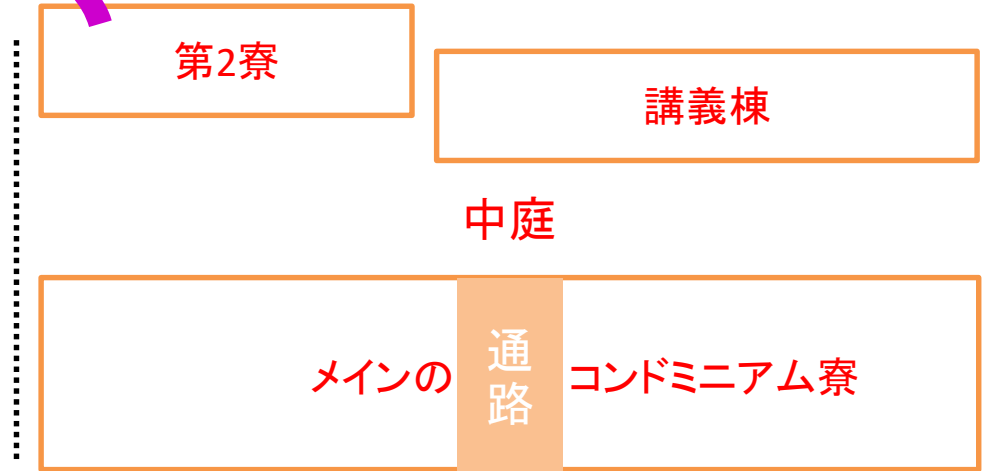 第2寮
講義棟
中庭
メインの
通路
コンドミニアム寮